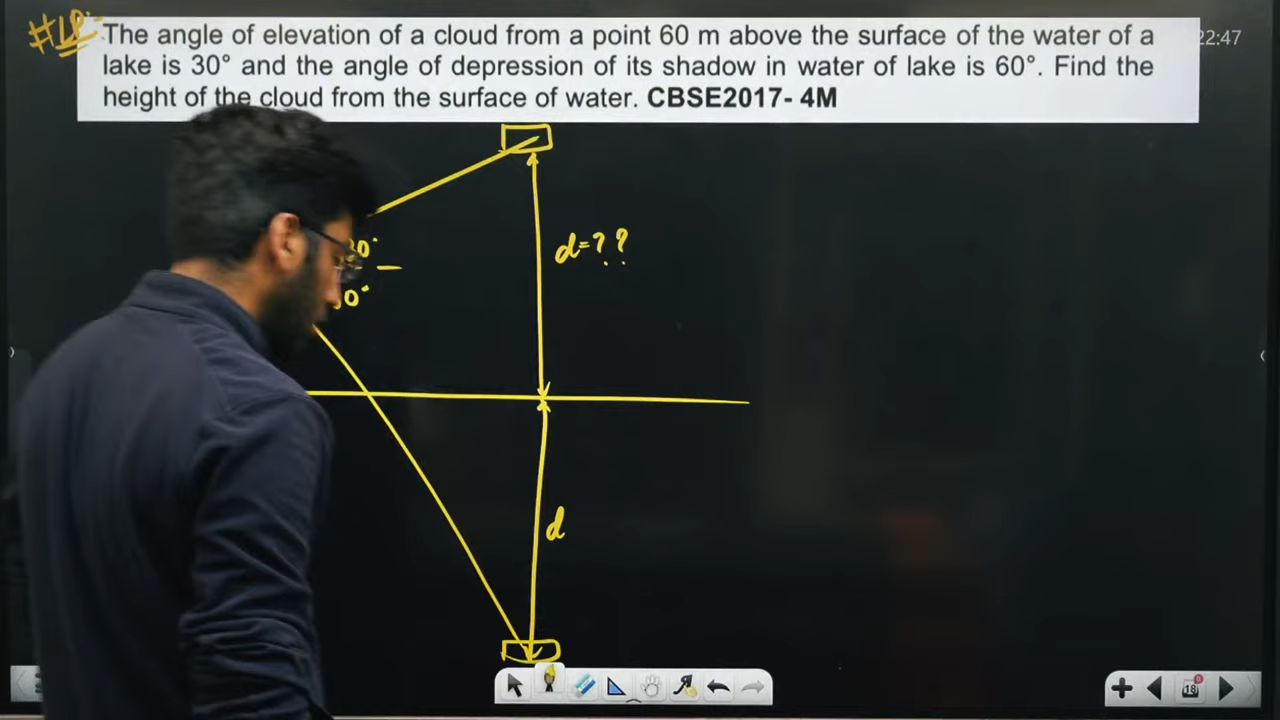 #LP:
The angle of elevation of a cloud from a point 60 m above the surface of the water of a
lake is 30° and the angle of depression of its shadow in water of lake is 60°. Find the
height of the cloud from the surface of water. CBSE2017- 4M
22:47
d=??
0°
d
18